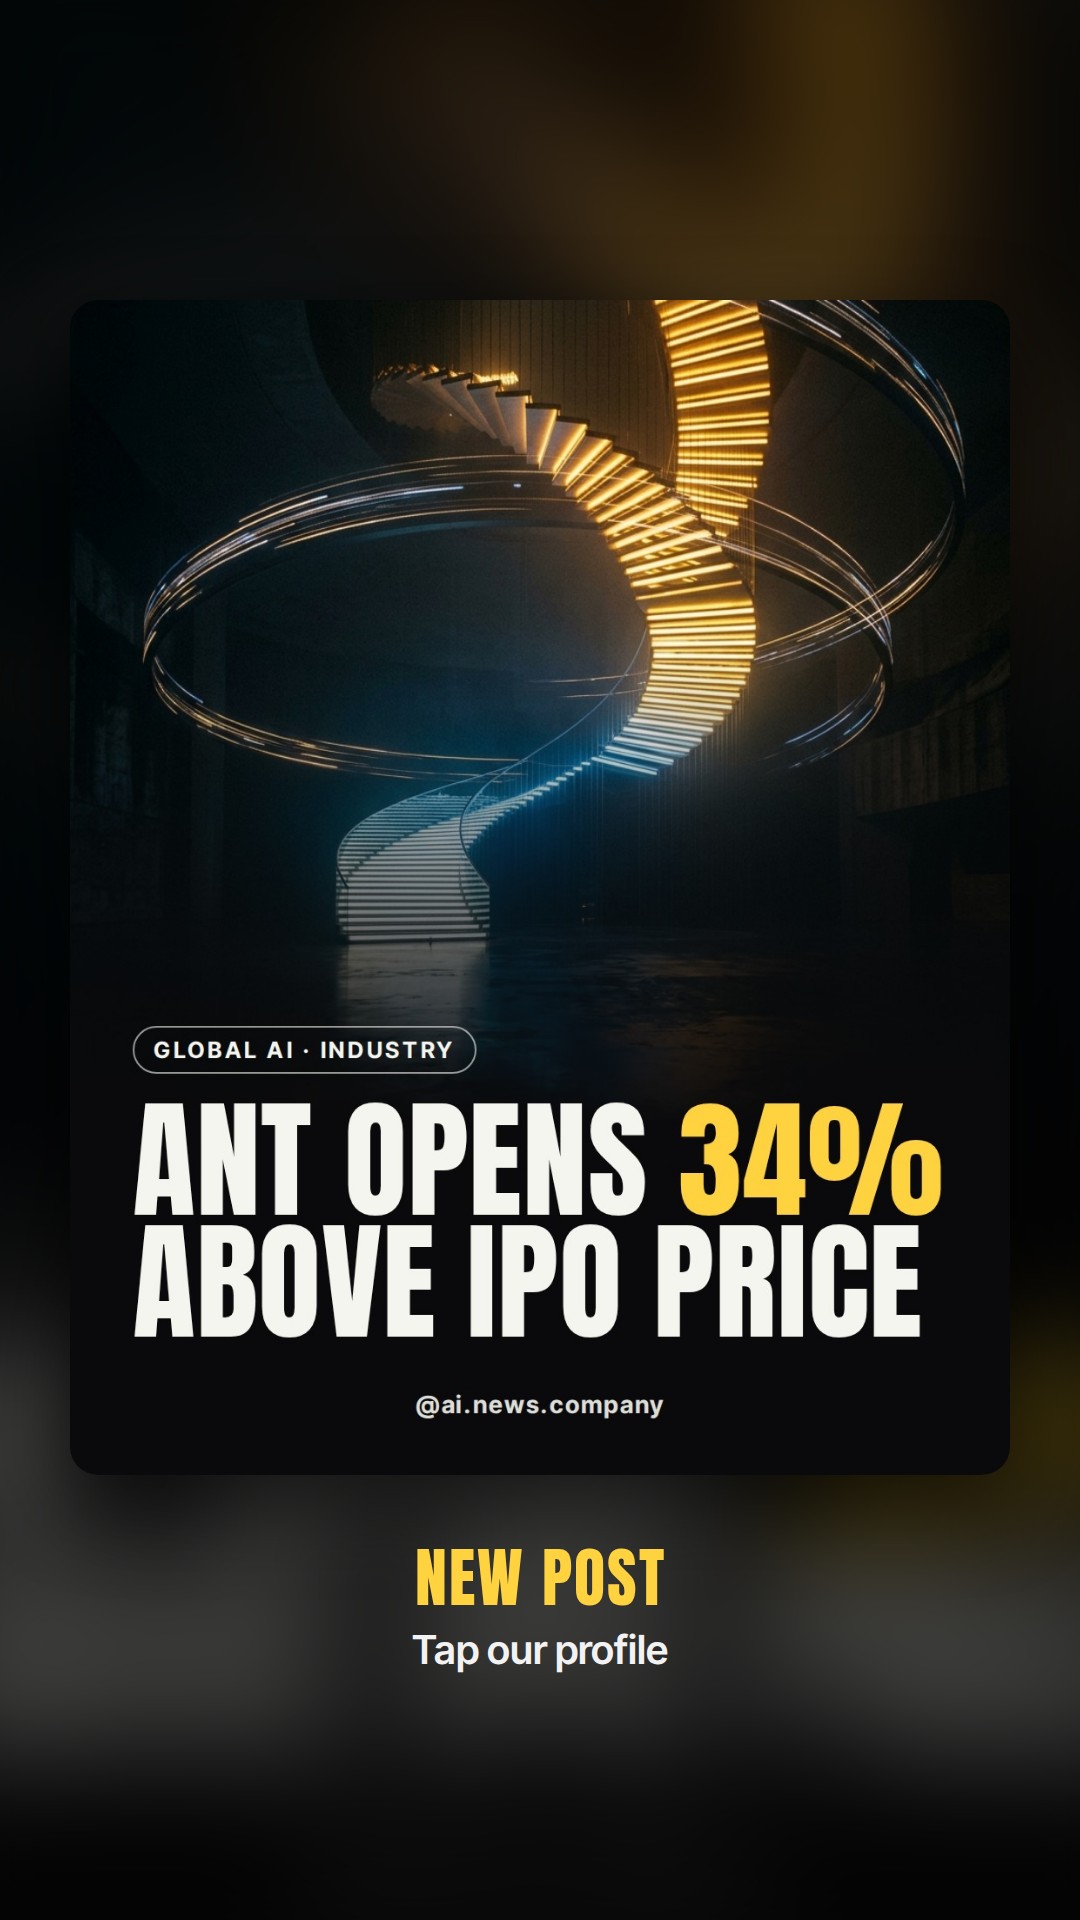 GLOBAL AI · INDUSTRY
ANT OPENS 34%
ABOVE IPO PRICE
@ai.news.company
NEW POST
Tap our profile